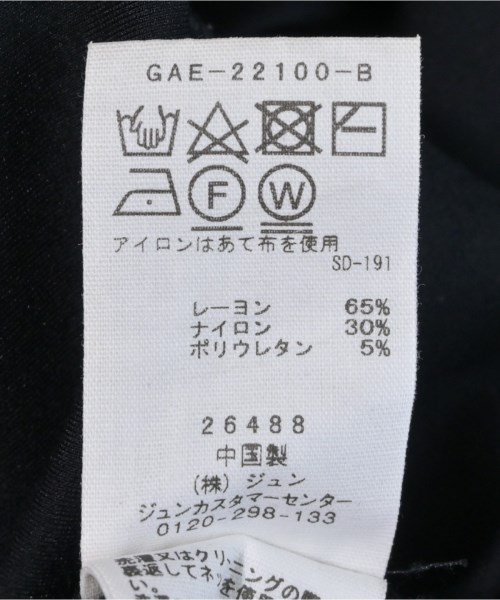 GAE-22100-B
F W
アイロンはあて布を使用
SD-191
レーヨン 65%
ナイロン 30%
ポリウレタン 5%
26488
中国製
(株) ジュン
ジュンカスタマーセンター
0120-298-133
洗濯又はクリーニングの際
裏返してネッ を使用
い。